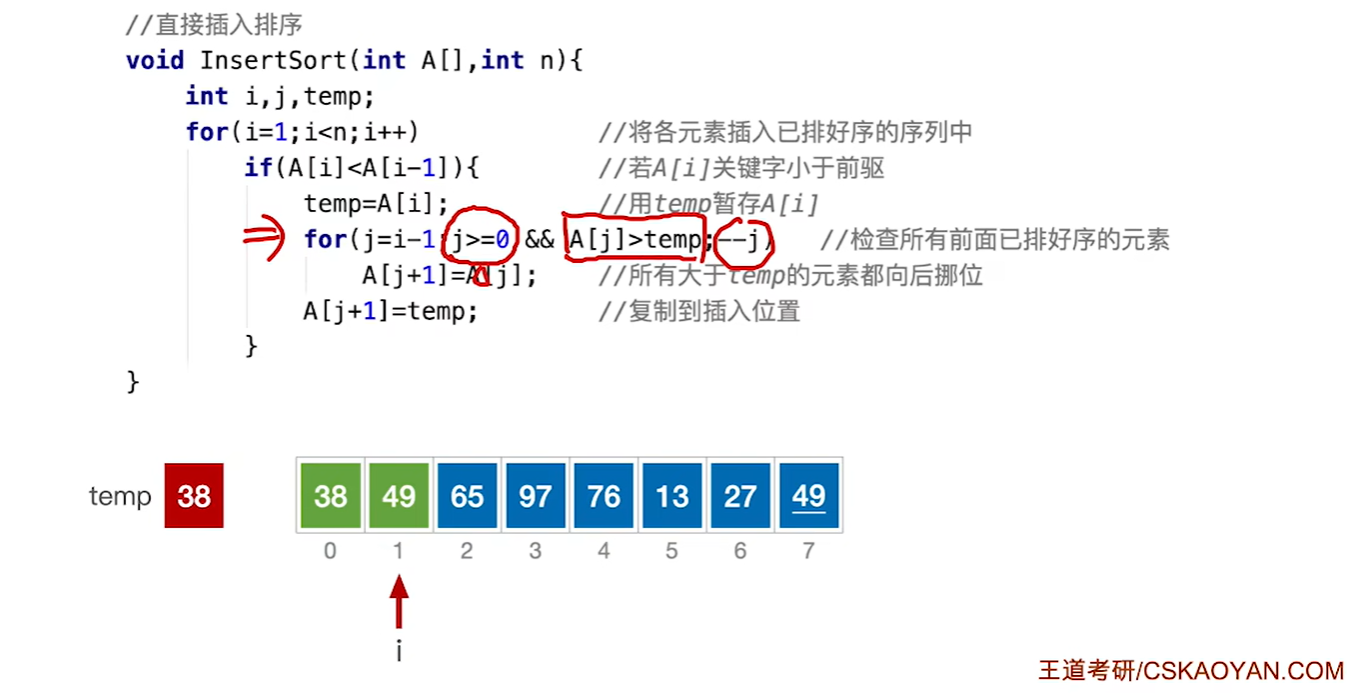 //直接插入排序
void InsertSort(int A[],int n){
int i,j,temp;
for(i=1;i<n;i++) //将各元素插入已排好序的序列中
if(A[i]<A[i-1]){ //若A[i]关键字小于前驱
temp=A[i]; //用temp暂存A[i]
for(j=i-1;j>=0 && A[j]>temp;--j) //检查所有前面已排好序的元素
A[j+1]=A[j]; //所有大于temp的元素都向后挪位
A[j+1]=temp; //复制到插入位置
}
}
temp 38 38 49 65 97 76 13 27 49
0 1 2 3 4 5 6 7
i
王道考研/CSKAOYAN.COM